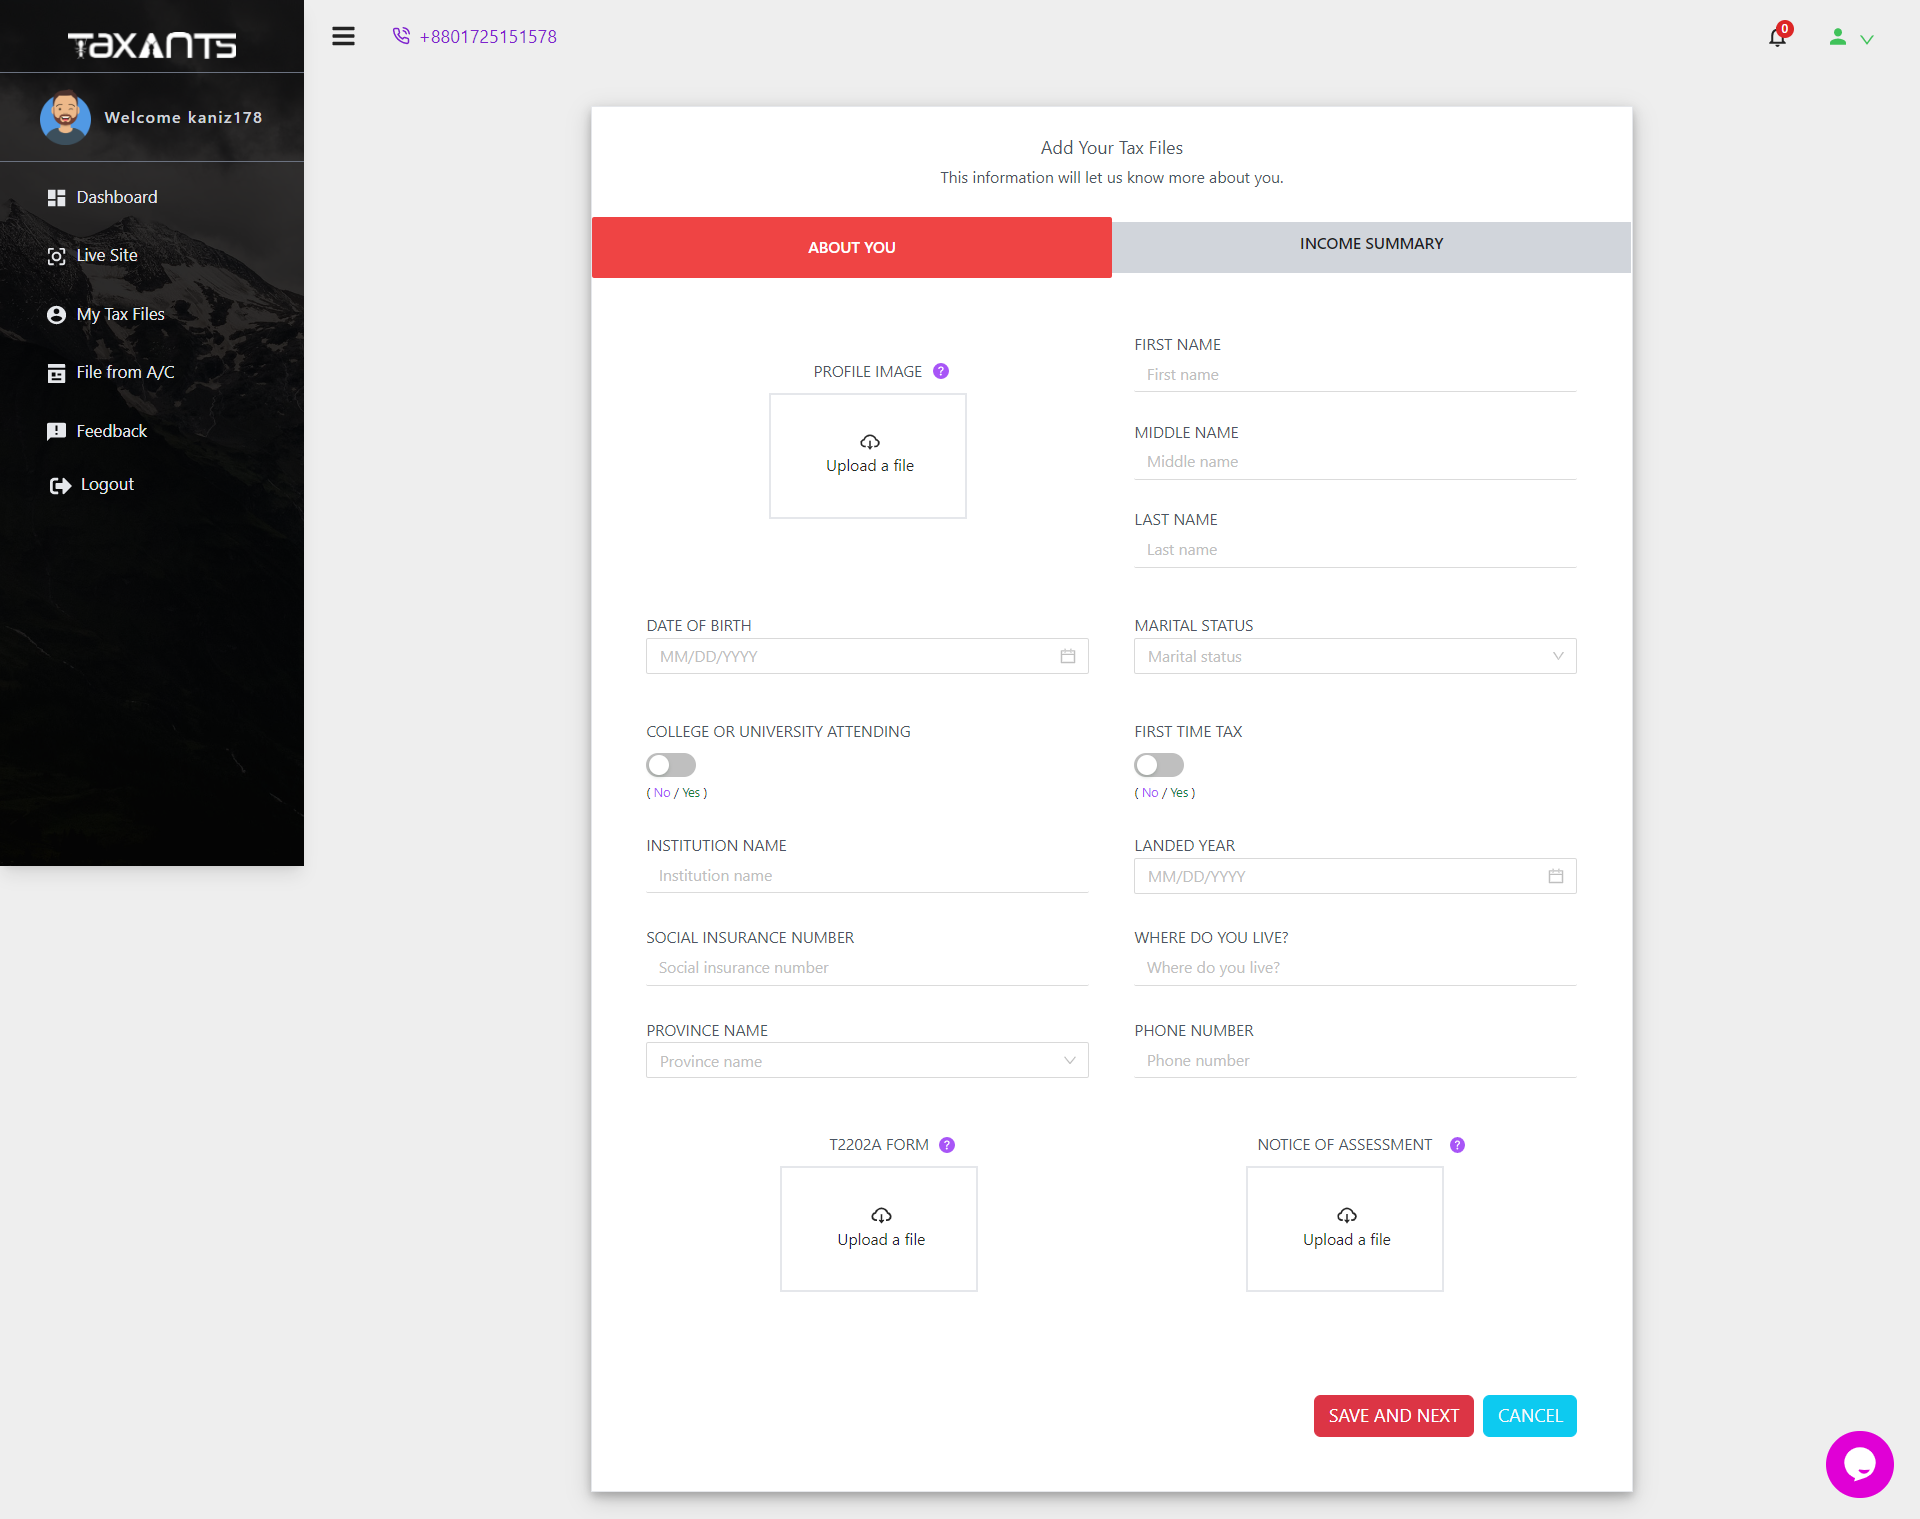 TAXANTS
Welcome kaniz178
Dashboard
Live Site
My Tax Files
File from A/C
Feedback
Logout
+8801725151578
0
Add Your Tax Files
This information will let us know more about you.
ABOUT YOU
INCOME SUMMARY
PROFILE IMAGE ?
Upload a file
FIRST NAME
First name
MIDDLE NAME
Middle name
LAST NAME
Last name
DATE OF BIRTH
MM/DD/YYYY
MARITAL STATUS
Marital status
COLLEGE OR UNIVERSITY ATTENDING
( No / Yes )
FIRST TIME TAX
( No / Yes )
INSTITUTION NAME
Institution name
LANDED YEAR
MM/DD/YYYY
SOCIAL INSURANCE NUMBER
Social insurance number
WHERE DO YOU LIVE?
Where do you live?
PROVINCE NAME
Province name
PHONE NUMBER
Phone number
T2202A FORM ?
Upload a file
NOTICE OF ASSESSMENT ?
Upload a file
SAVE AND NEXT
CANCEL